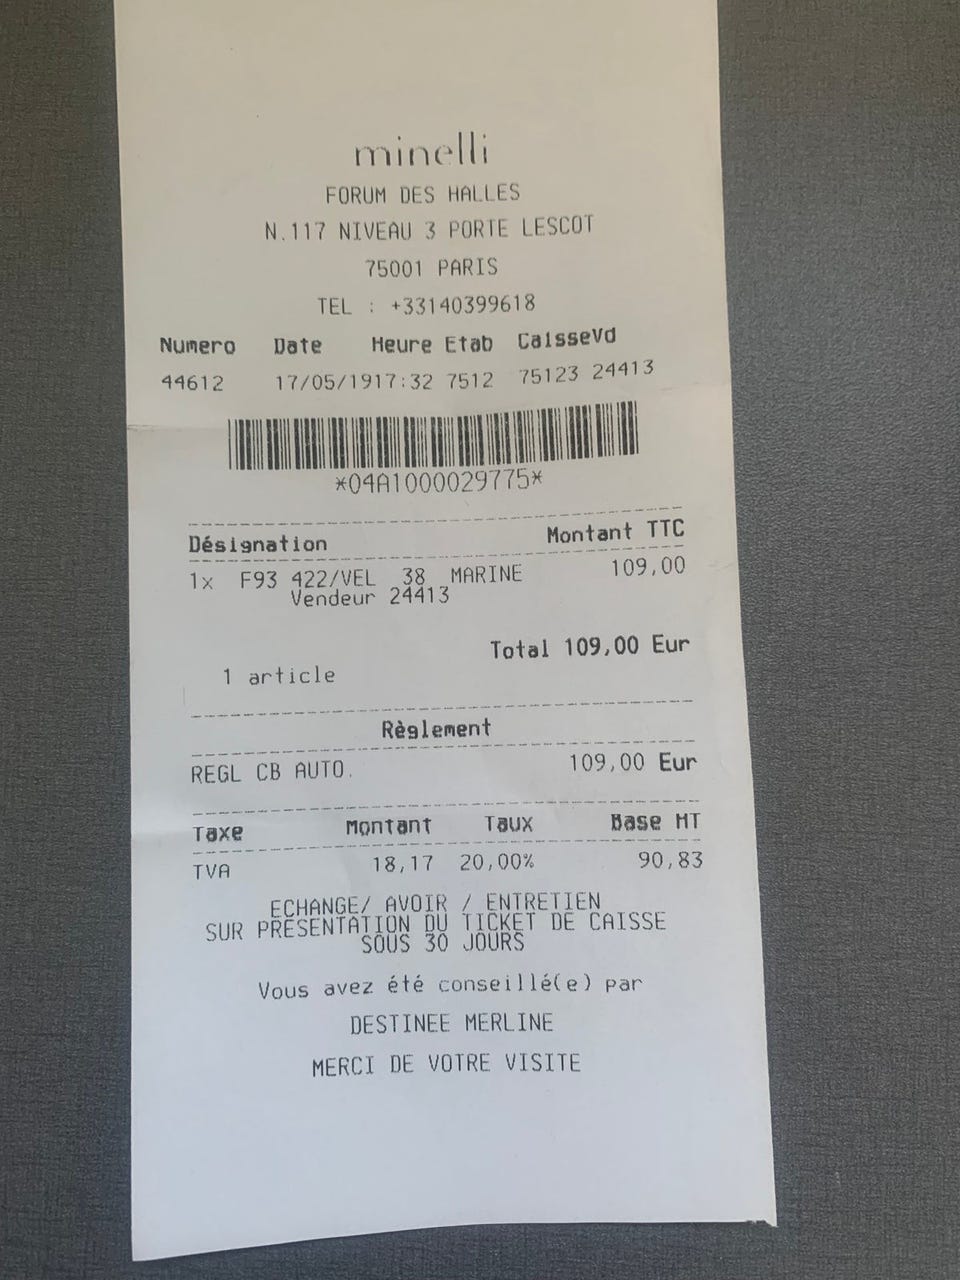 minelli
FORUM DES HALLES
N.117 NIVEAU 3 PORTE LESCOT
75001 PARIS
TEL : +33140399618
Numero Date Heure Etab CaisseVd
44612 17/05/1917:32 7512 75123 24413
*04A1000029775*
Désignation Montant TTC
1x F93 422/VEL 38 MARINE 109,00
Vendeur 24413
Total 109,00 Eur
1 article
Règlement
REGL CB AUTO. 109,00 Eur
Taxe Montant Taux Base HT
TVA 18,17 20,00% 90,83
ECHANGE/ AVOIR / ENTRETIEN
SUR PRESENTATION DU TICKET DE CAISSE
SOUS 30 JOURS
Vous avez été conseillé(e) par
DESTINEE MERLINE
MERCI DE VOTRE VISITE